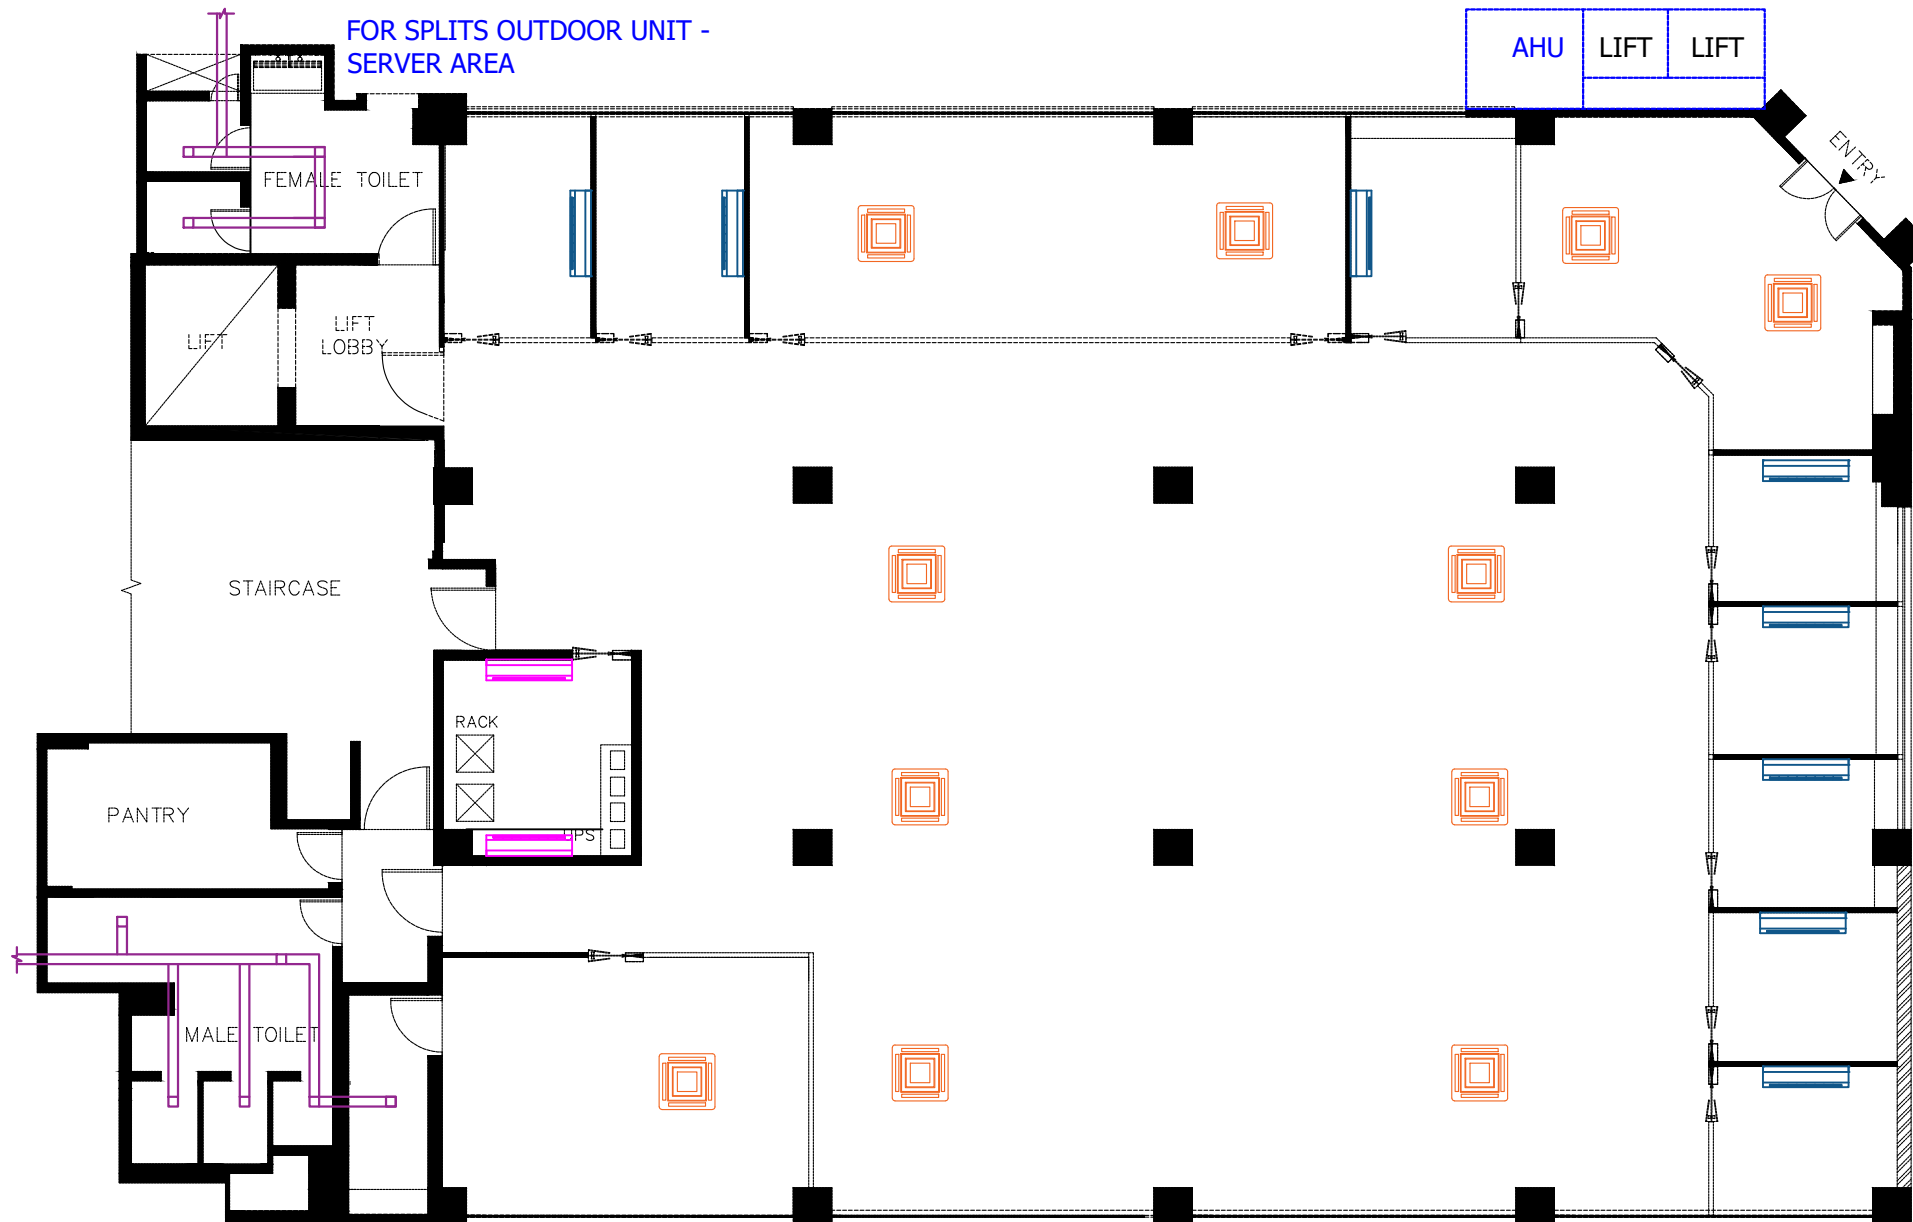 FOR SPLITS OUTDOOR UNIT -
SERVER AREA
AHU
LIFT
LIFT
ENTRY
FEMALE TOILET
LIFT
LIFT
LOBBY
STAIRCASE
RACK
UPS
PANTRY
MALE TOILET